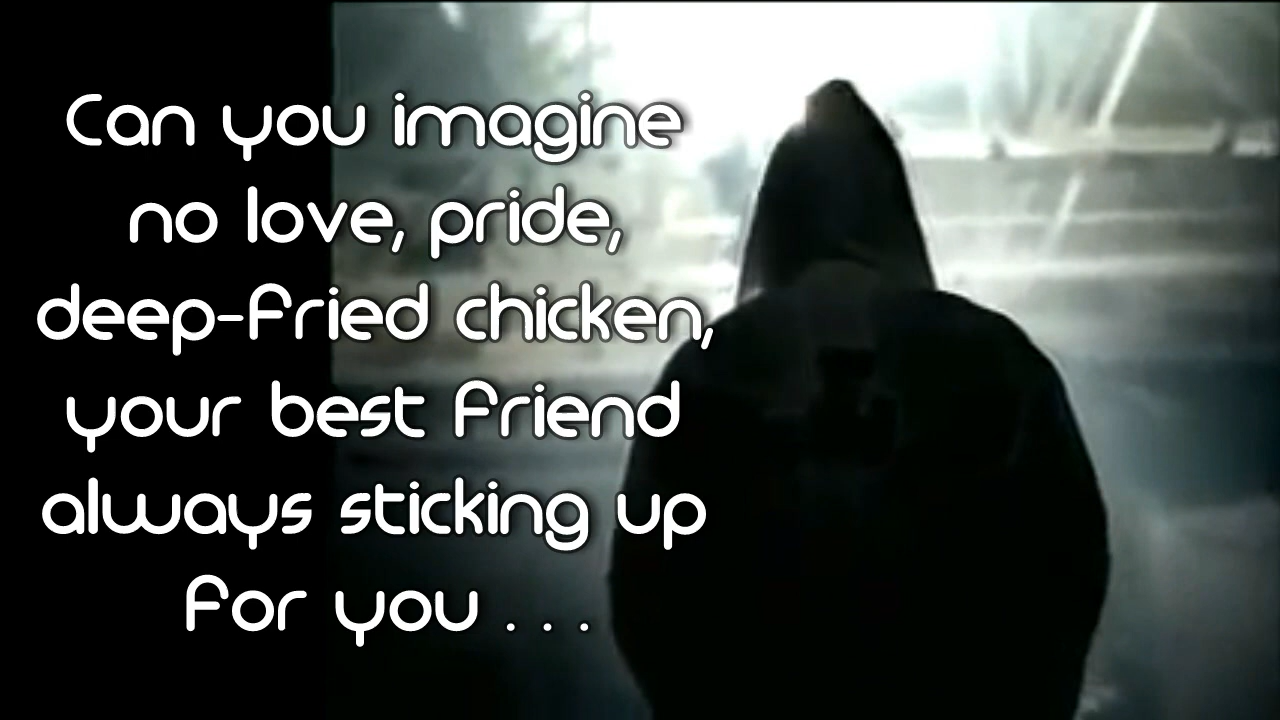 Can you imagine
no love, pride,
deep-fried chicken,
your best friend
always sticking up
for you . . .